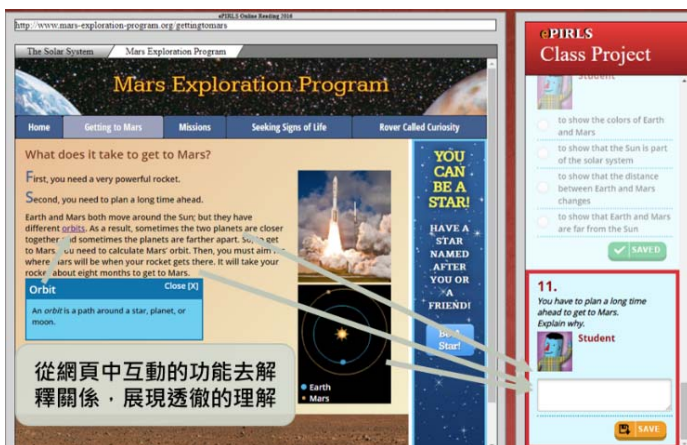 ePIRLS Online Reading 2016
http://www.mars-exploration-program.org/gettingtomars
The Solar System
Mars Exploration Program
Mars Exploration Program
Home
Getting to Mars
Missions
Seeking Signs of Life
Rover Called Curiosity
What does it take to get to Mars?
First, you need a very powerful rocket.
Second, you need to plan a long time ahead.
Earth and Mars both move around the Sun; but they have
different orbits. As a result, sometimes the two planets are closer
together and sometimes the planets are farther apart. So, to get
to Mars, you need to calculate Mars' orbit. Then, you must aim for
where Mars will be when your rocket gets there. It will take your
rocket about eight months to get to Mars.
Orbit
Close [X]
An orbit is a path around a star, planet, or
moon.
Earth
Mars
YOU
CAN
BE A
STAR!
HAVE A
STAR
NAMED
AFTER
YOU OR
A
FRIEND!
Be a
Star!
從網頁中互動的功能去解
釋關係，展現透徹的理解
ePIRLS
Class Project
Student
to show the colors of Earth
and Mars
to show that the Sun is part
of the solar system
to show that the distance
between Earth and Mars
changes
to show that Earth and Mars
are far from the Sun
SAVED
11.
You have to plan a long time
ahead to get to Mars.
Explain why.
Student
SAVE